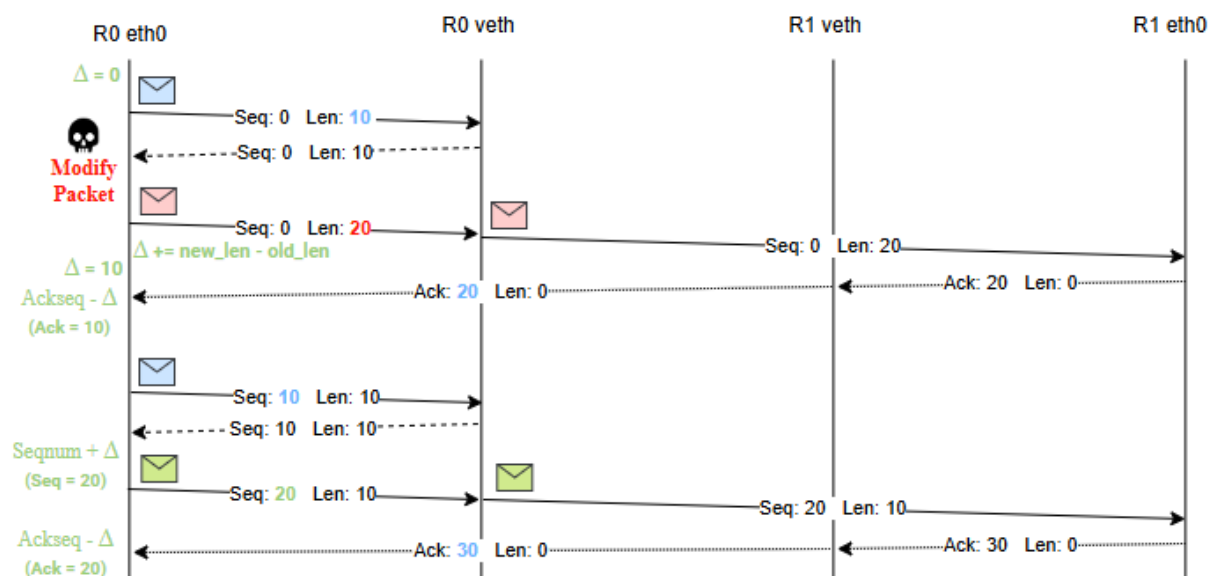 R0 eth0
R0 veth
R1 veth
R1 eth0
Δ = 0
Seq: 0 Len: 10
Seq: 0 Len: 10
Modify
Packet
Seq: 0 Len: 20
Δ += new_len - old_len
Seq: 0 Len: 20
Δ = 10
Ackseq - Δ
(Ack = 10)
Ack: 20 Len: 0
Ack: 20 Len: 0
Seq: 10 Len: 10
Seq: 10 Len: 10
Seqnum + Δ
(Seq = 20)
Seq: 20 Len: 10
Seq: 20 Len: 10
Ackseq - Δ
(Ack = 20)
Ack: 30 Len: 0
Ack: 30 Len: 0